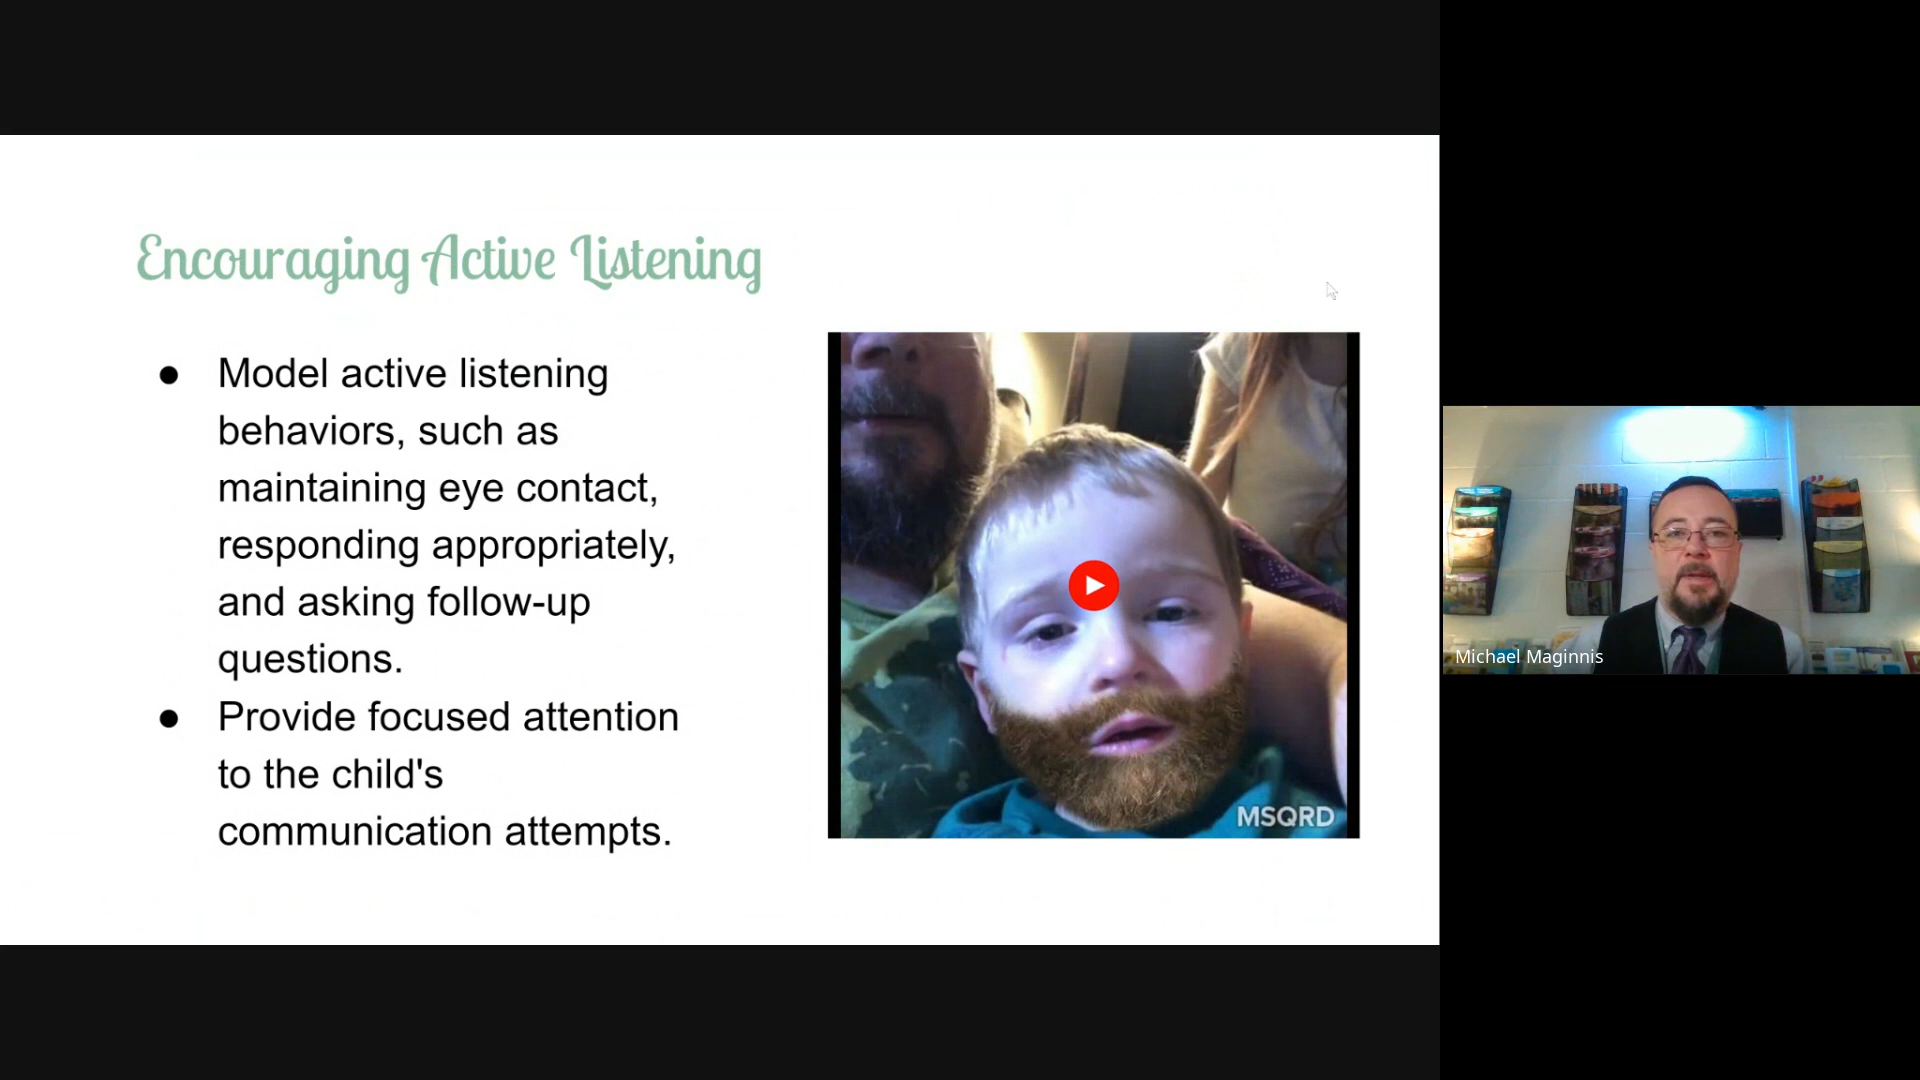 Encouraging Active Listening
● Model active listening
behaviors, such as
maintaining eye contact,
responding appropriately,
and asking follow-up
questions.
● Provide focused attention
to the child's
communication attempts.
MSQRD
Michael Maginnis